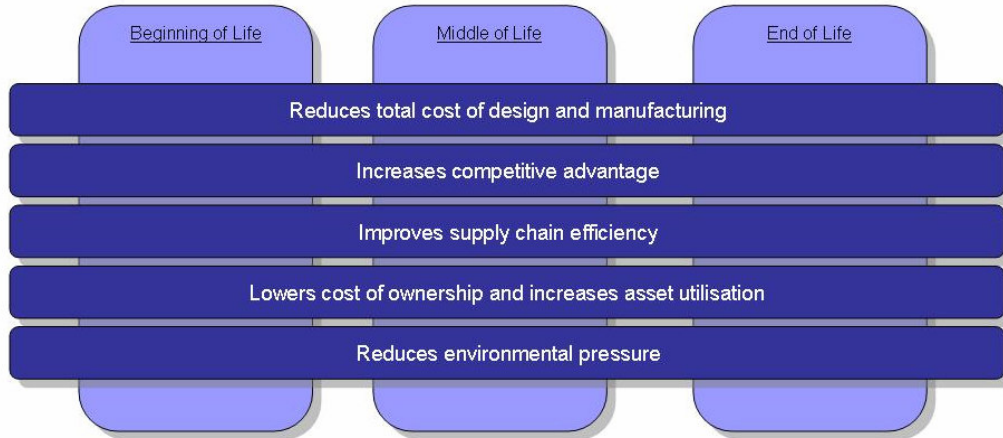 Beginning of Life
Middle of Life
End of Life
Reduces total cost of design and manufacturing
Increases competitive advantage
Improves supply chain efficiency
Lowers cost of ownership and increases asset utilisation
Reduces environmental pressure